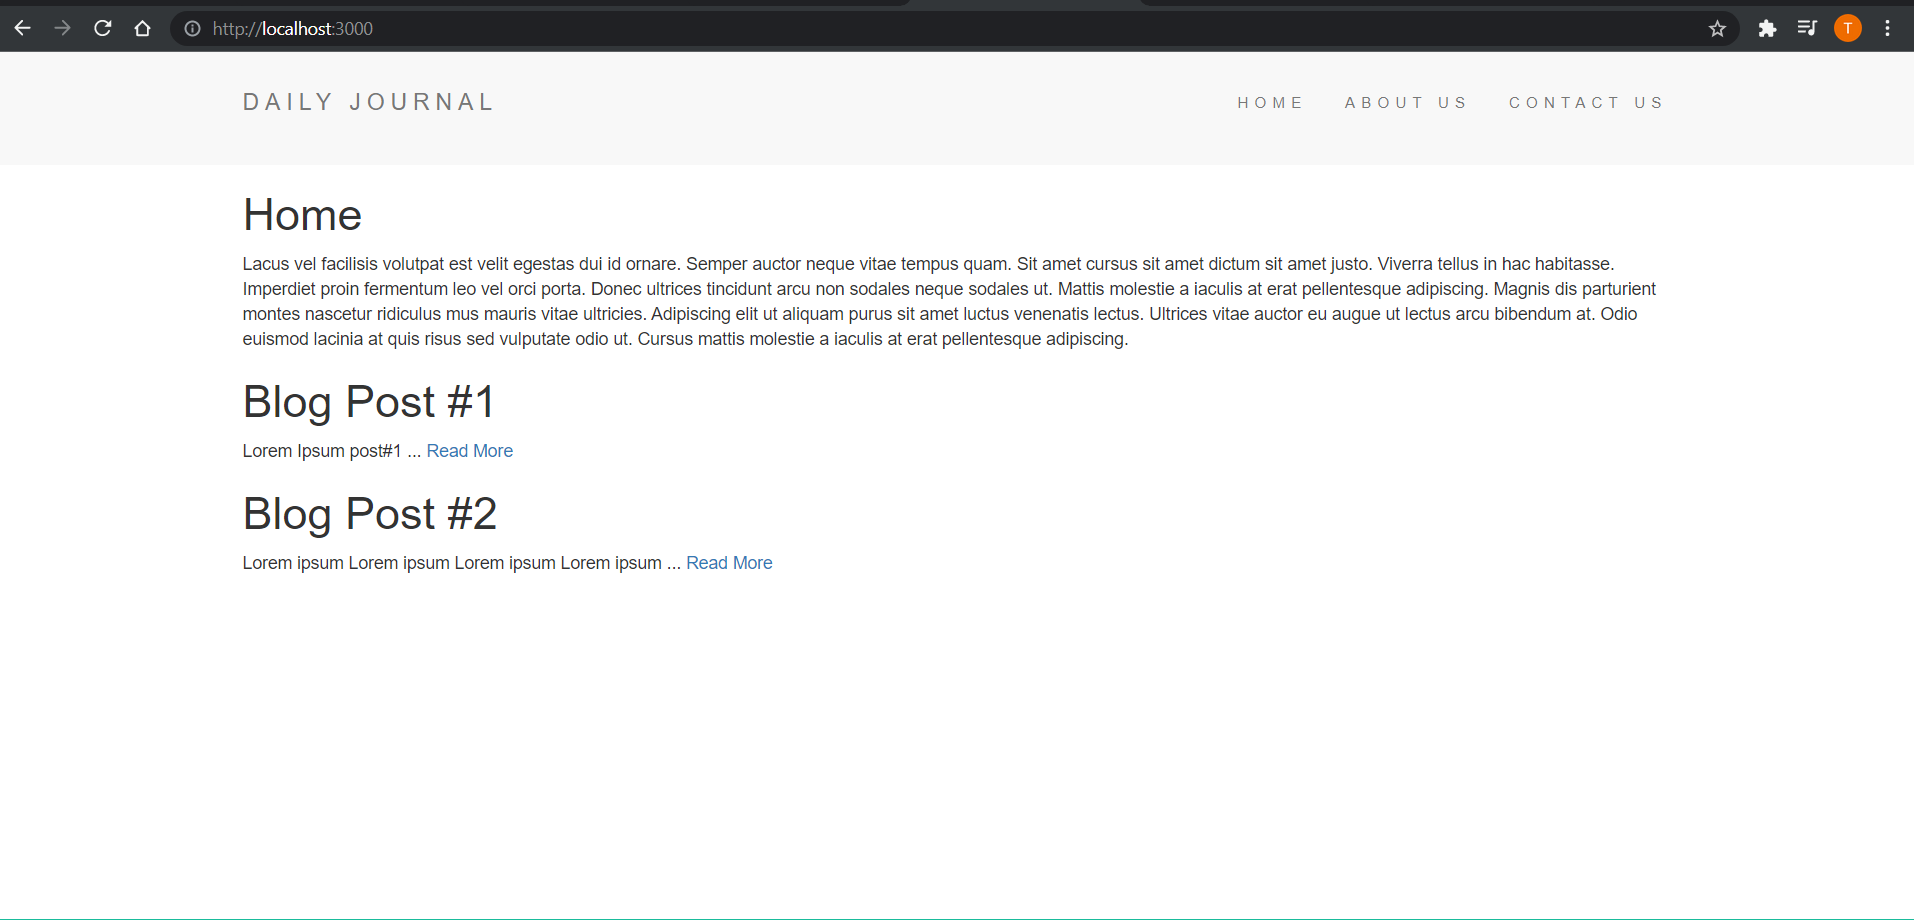 http://localhost:3000
T
DAILY JOURNAL
HOME ABOUT US CONTACT US
Home
Lacus vel facilisis volutpat est velit egestas dui id ornare. Semper auctor neque vitae tempus quam. Sit amet cursus sit amet dictum sit amet justo. Viverra tellus in hac habitasse.
Imperdiet proin fermentum leo vel orci porta. Donec ultrices tincidunt arcu non sodales neque sodales ut. Mattis molestie a iaculis at erat pellentesque adipiscing. Magnis dis parturient
montes nascetur ridiculus mus mauris vitae ultricies. Adipiscing elit ut aliquam purus sit amet luctus venenatis lectus. Ultrices vitae auctor eu augue ut lectus arcu bibendum at. Odio
euismod lacinia at quis risus sed vulputate odio ut. Cursus mattis molestie a iaculis at erat pellentesque adipiscing.
Blog Post #1
Lorem Ipsum post#1 ... Read More
Blog Post #2
Lorem ipsum Lorem ipsum Lorem ipsum Lorem ipsum ... Read More